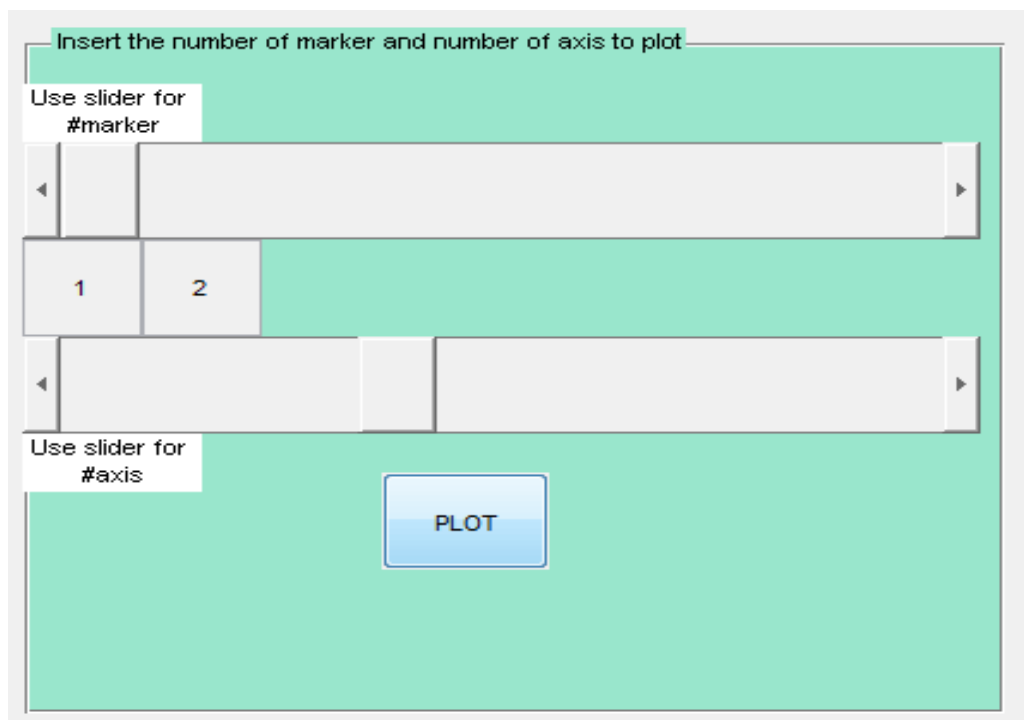 Insert the number of marker and number of axis to plot
Use slider for
#marker
1 2
Use slider for
#axis
PLOT